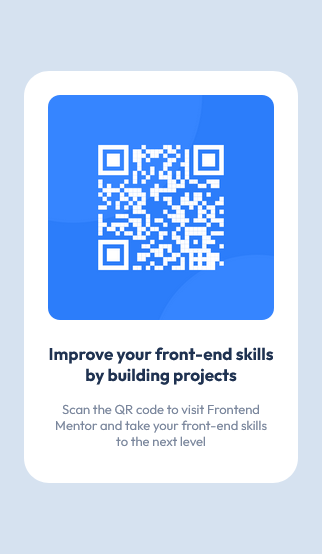 Improve your front-end skills
by building projects
Scan the QR code to visit Frontend
Mentor and take your front-end skills
to the next level